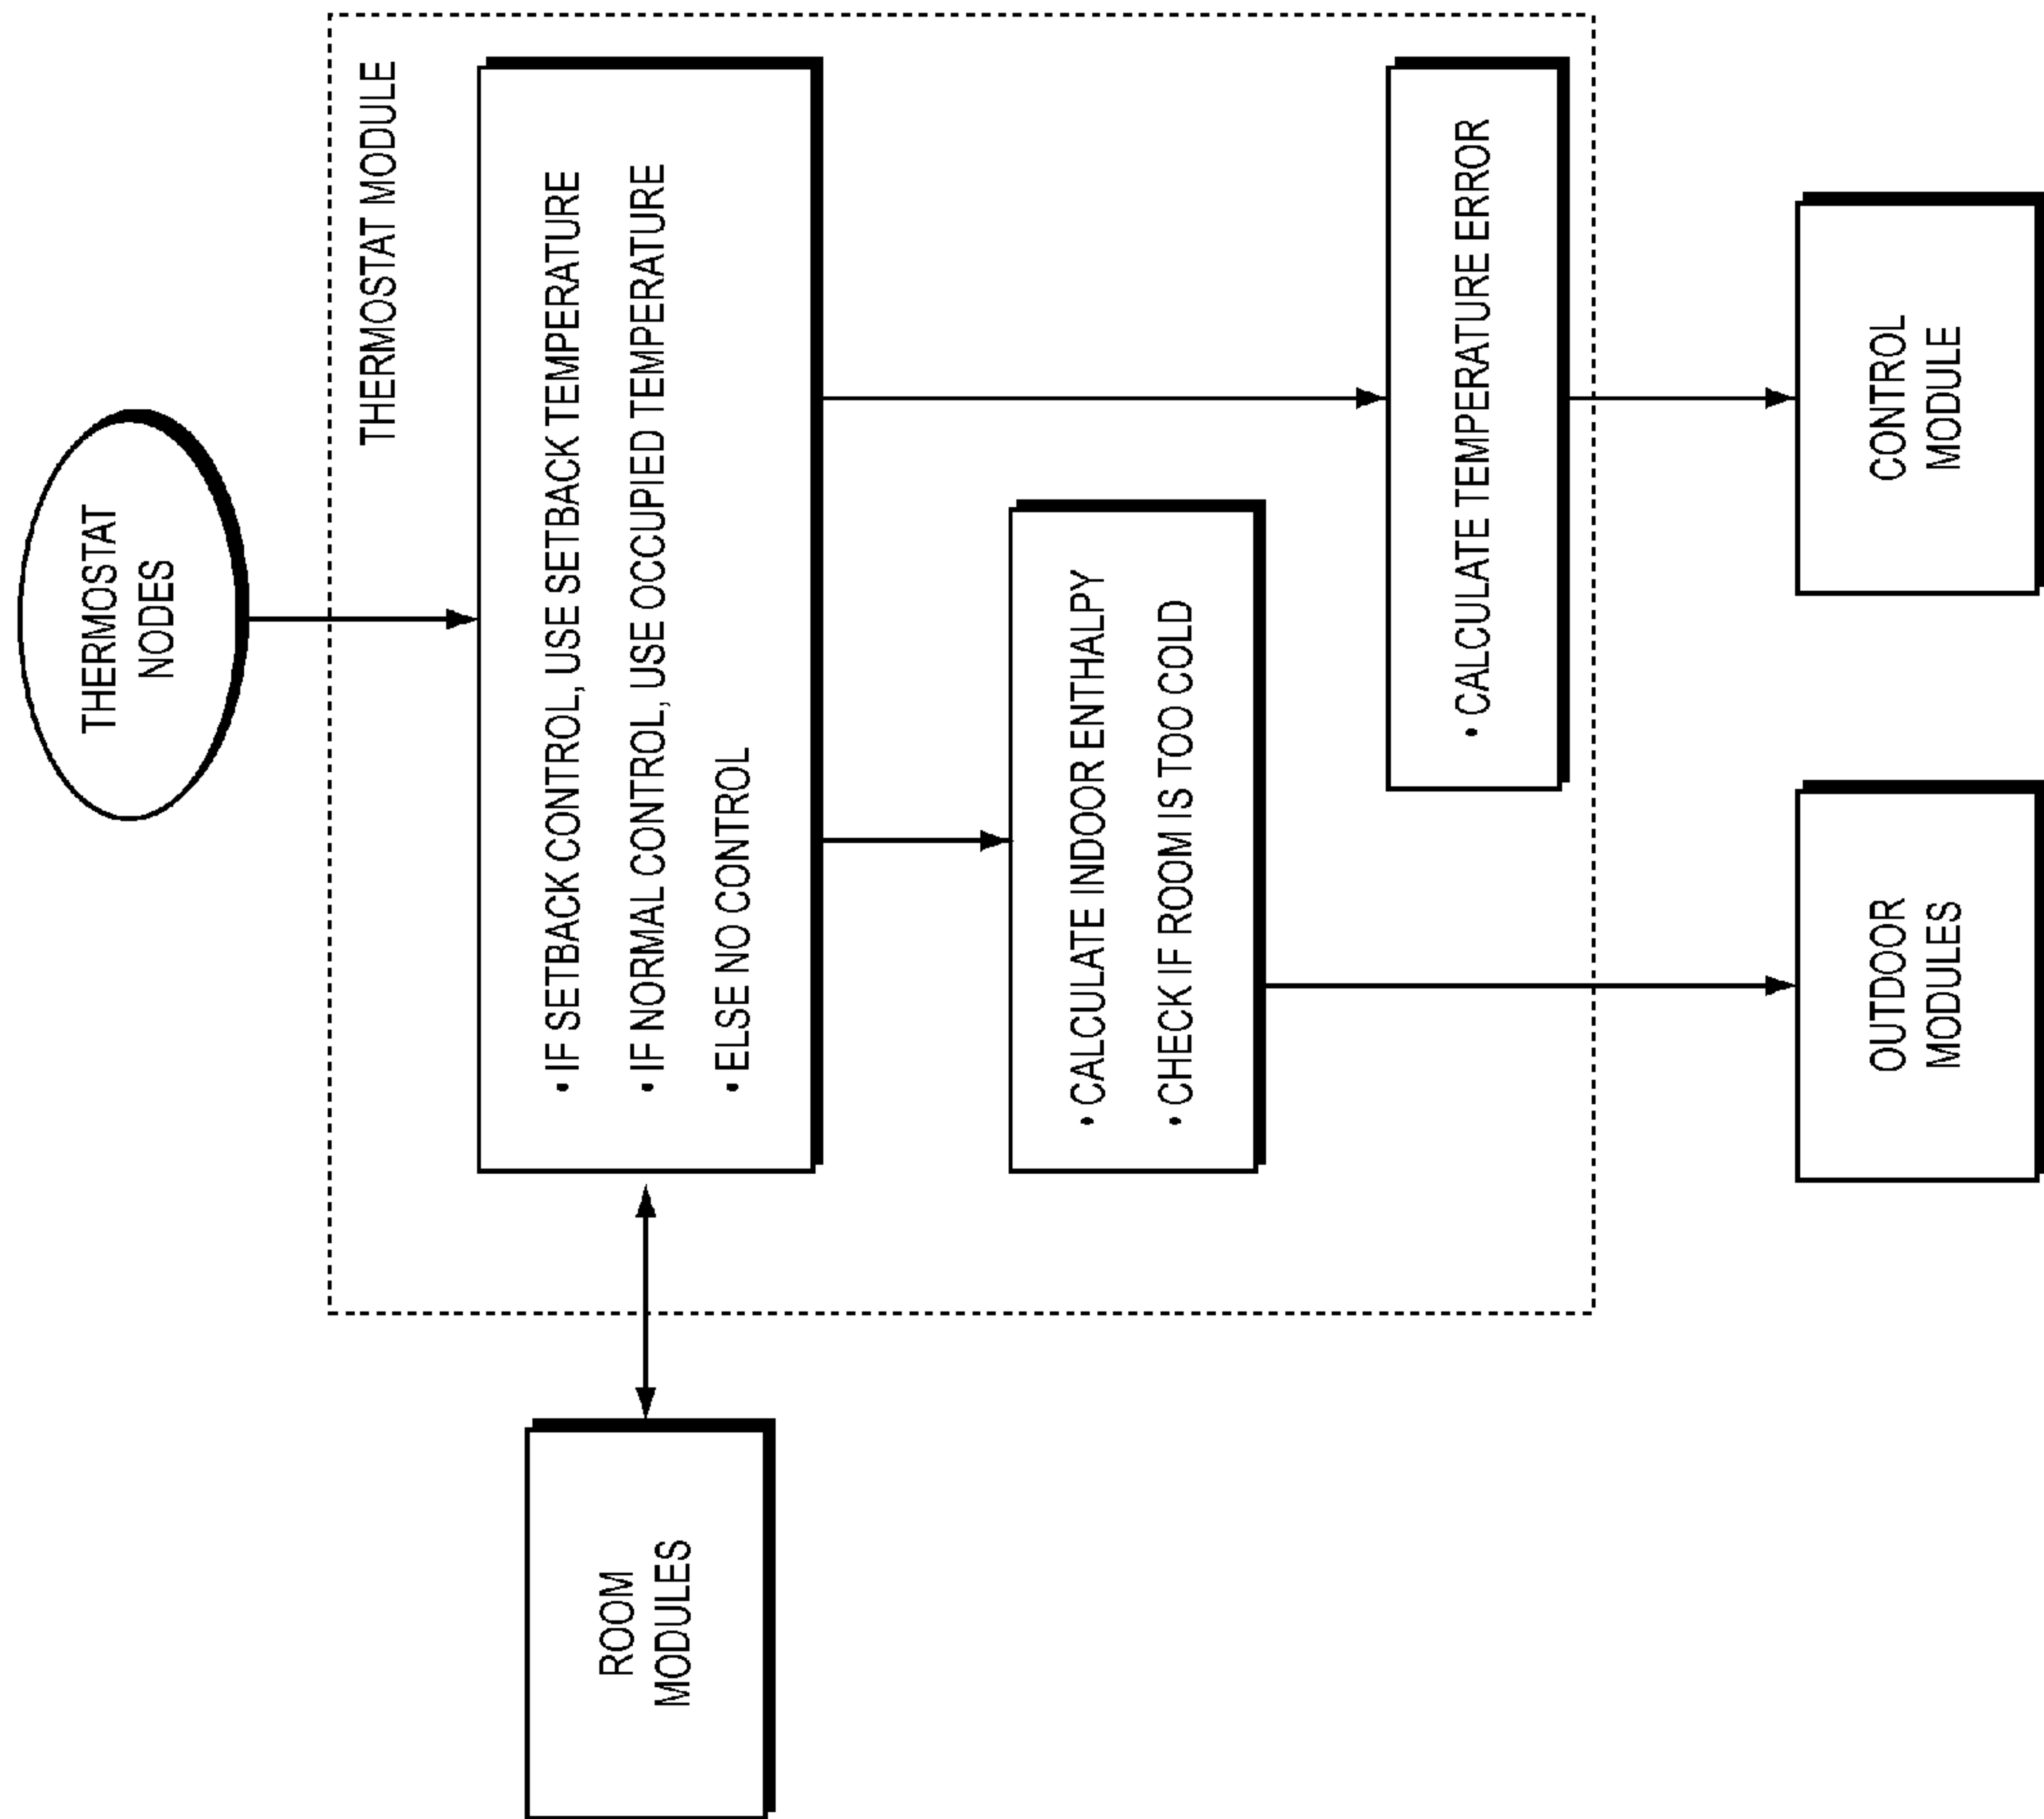 THERMOSTAT
NODES
THERMOSTAT MODULE
• IF SETBACK CONTROL, USE SETBACK TEMPERATURE
• IF NORMAL CONTROL, USE OCCUPIED TEMPERATURE
• ELSE NO CONTROL
ROOM
MODULES
• CALCULATE INDOOR ENTHALPY
• CHECK IF ROOM IS TOO COLD
• CALCULATE TEMPERATURE ERROR
OUTDOOR
MODULES
CONTROL
MODULE